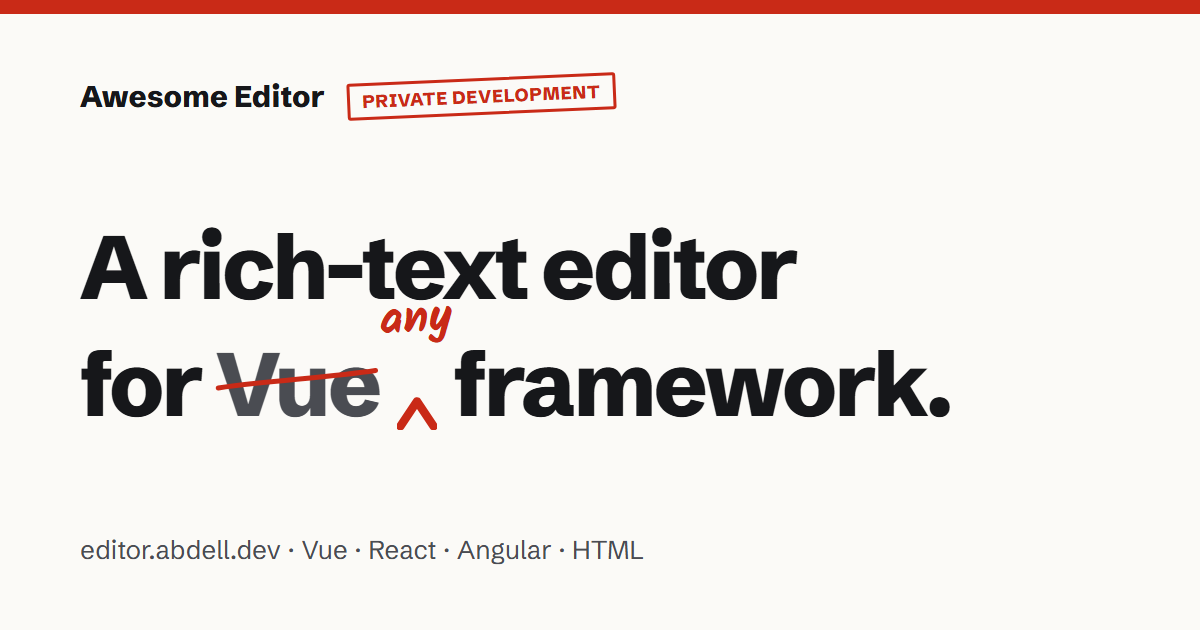 Awesome Editor PRIVATE DEVELOPMENT
A rich-text editor
any
for Vue framework.
editor.abdell.dev · Vue · React · Angular · HTML